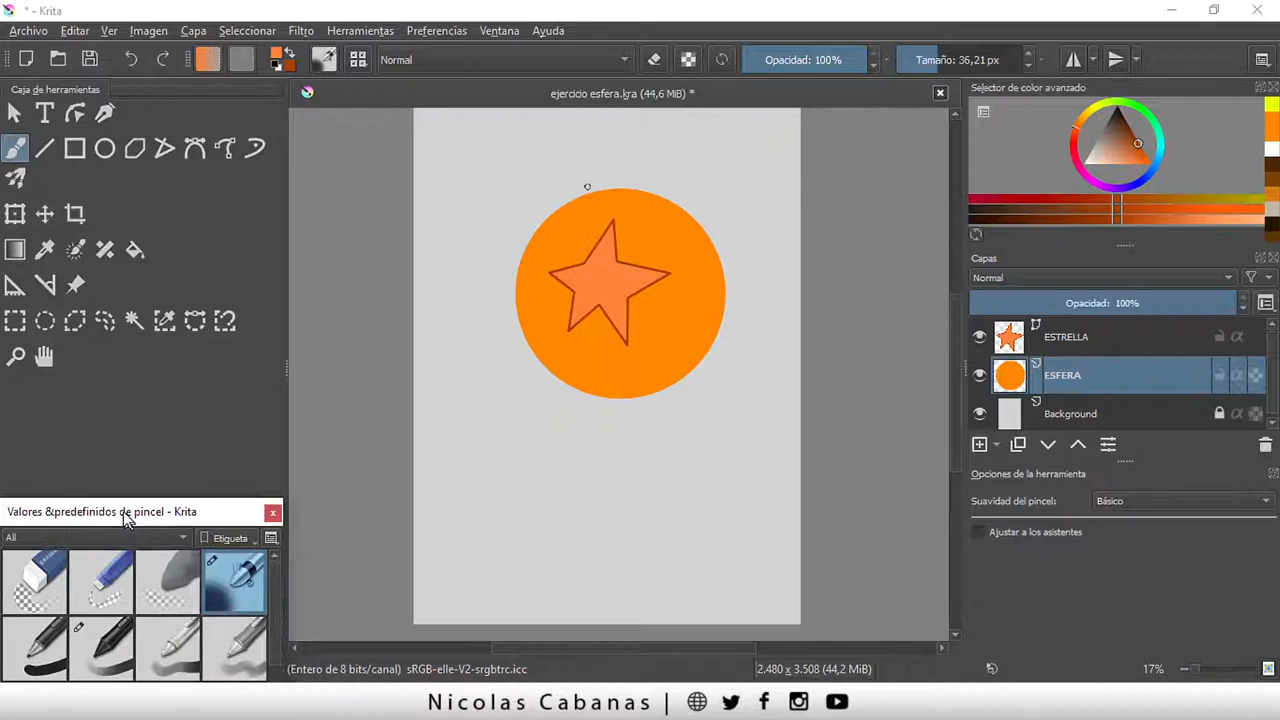 * - Krita
Archivo Editar Ver Imagen Capa Seleccionar Filtro Herramientas Preferencias Ventana Ayuda
Normal
Opacidad: 100%
Tamaño: 36,21 px
Caja de herramientas
ejercicio esfera.kra (44,6 MiB) *
Selector de color avanzado
Capas
Normal
Opacidad: 100%
ESTRELLA
ESFERA
Background
Opciones de la herramienta
Suavidad del pincel: Básico
Ajustar a los asistentes
Valores &predefinidos de pincel - Krita
All
Etiqueta
(Entero de 8 bits/canal) sRGB-elle-V2-srgbtrc.icc
2.480 x 3.508 (44,2 MiB)
17%
Nicolas Cabanas |